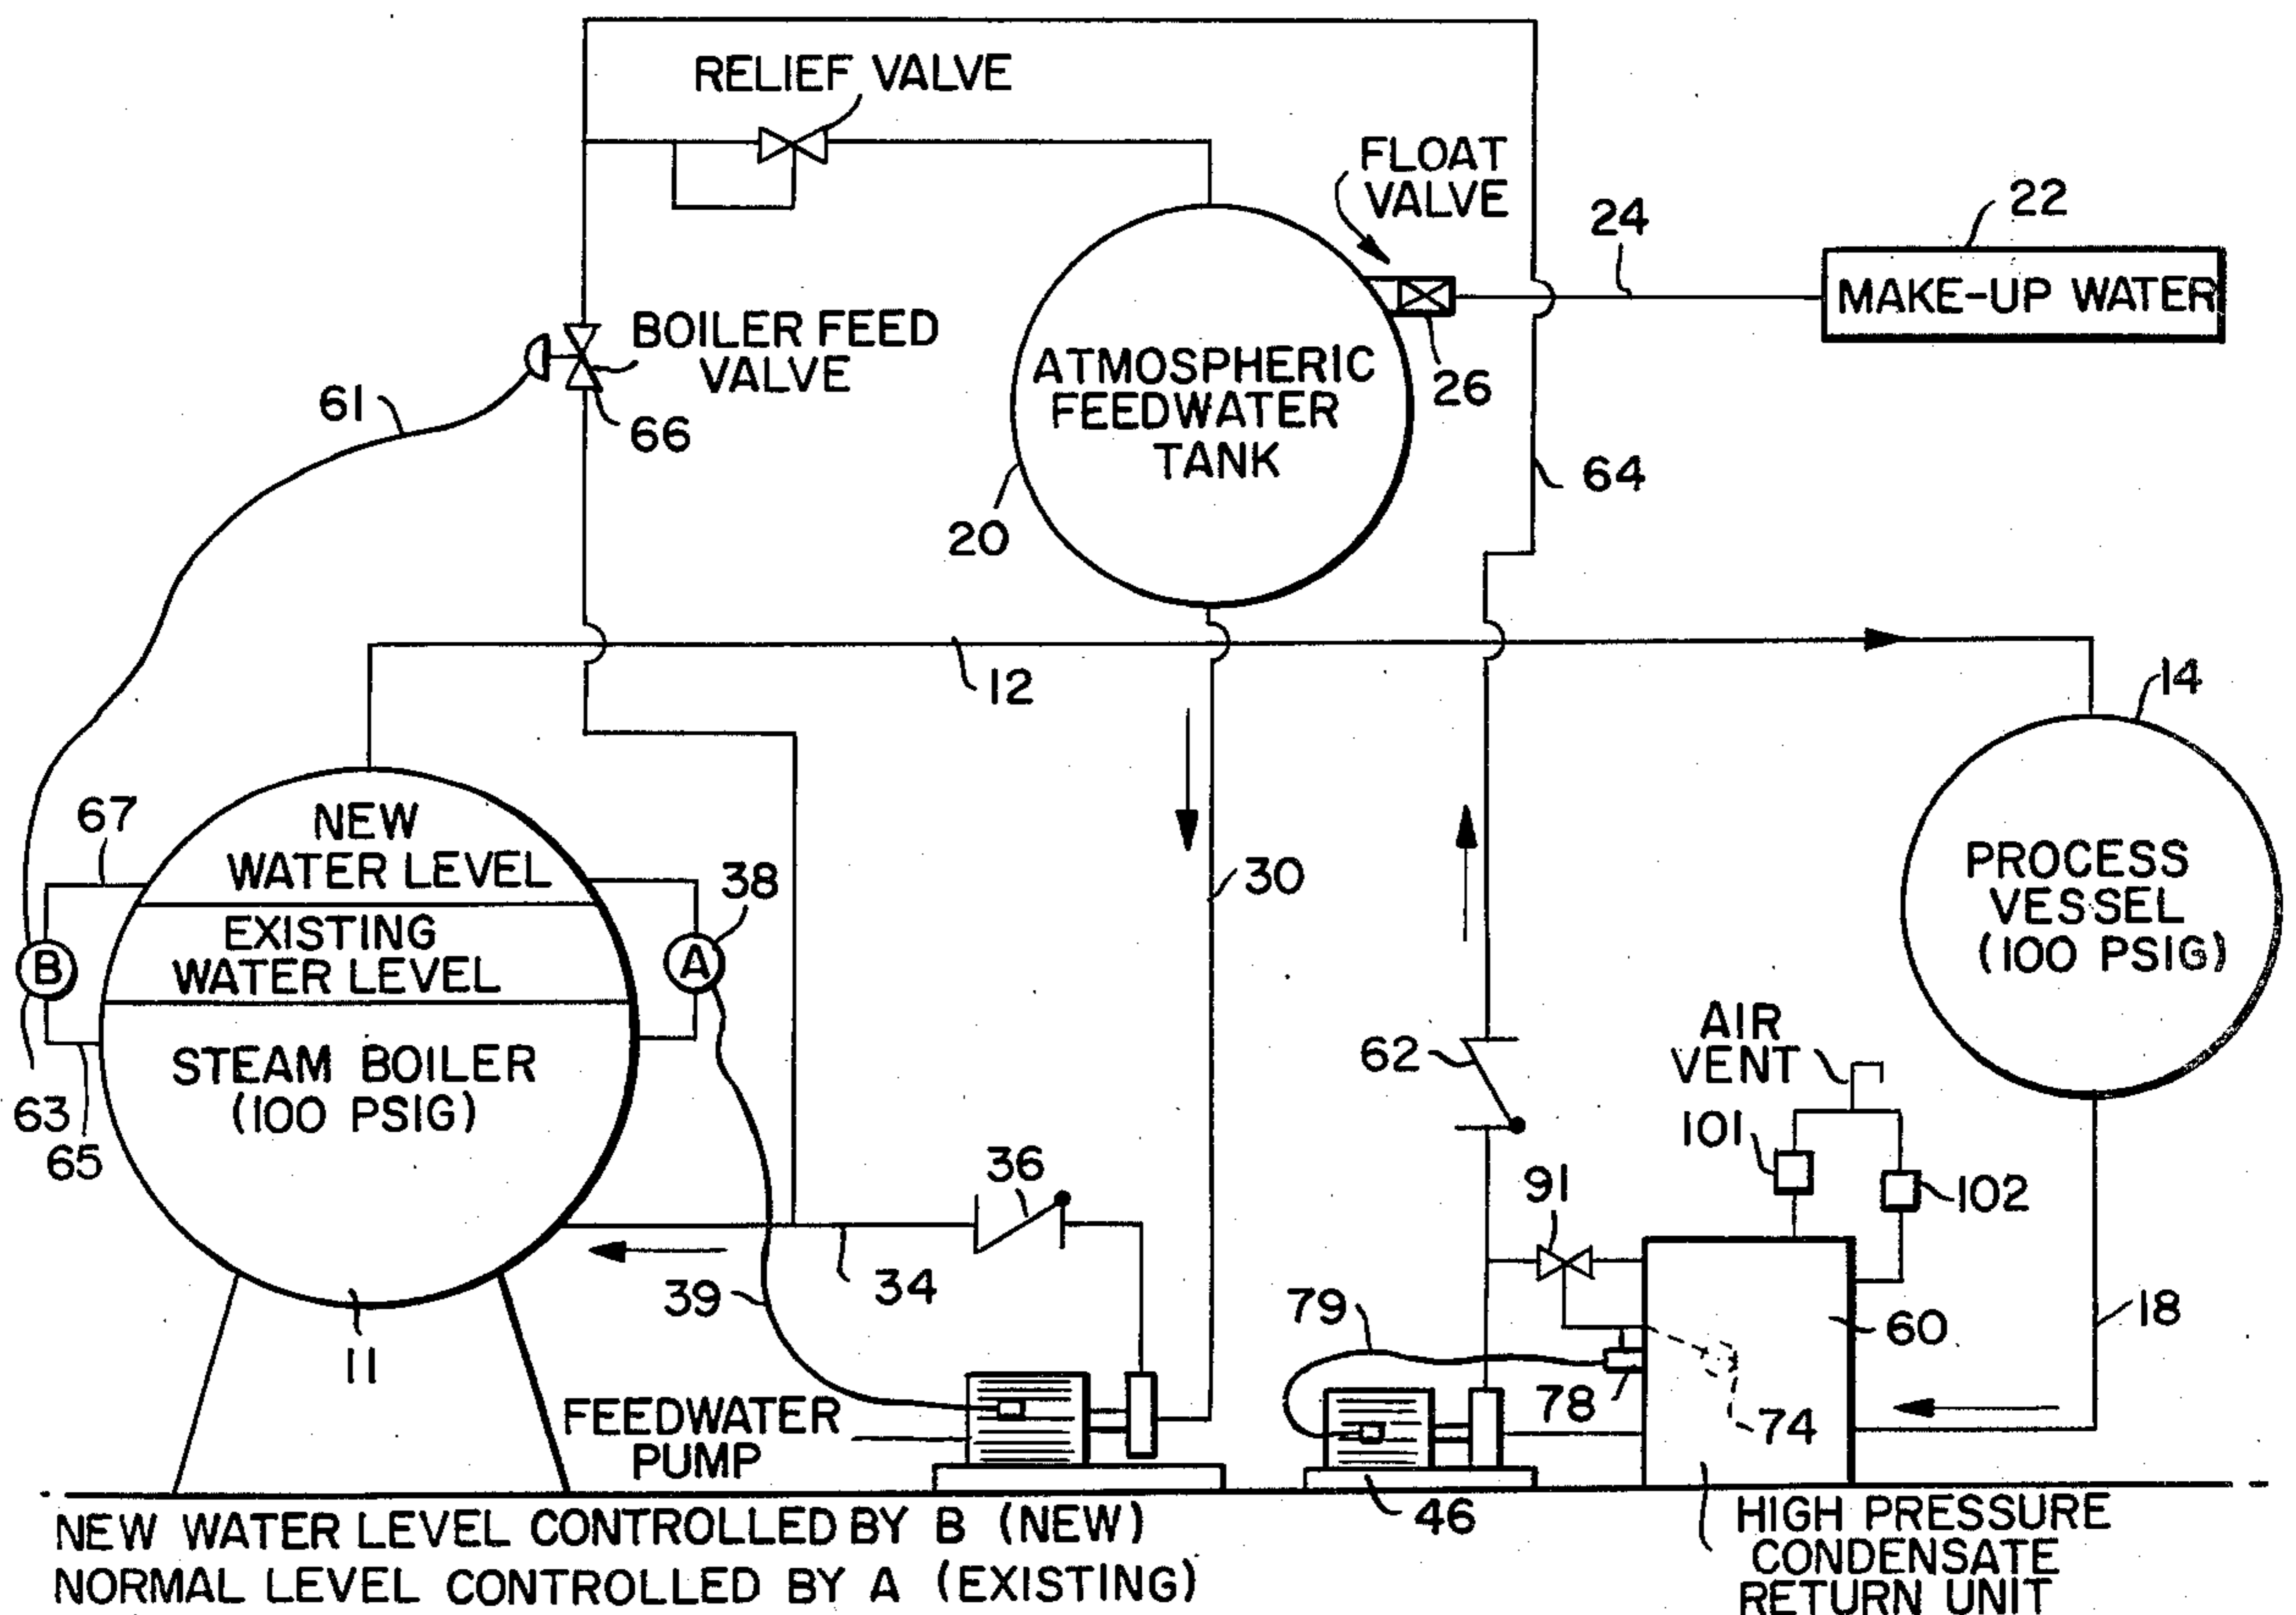 RELIEF VALVE
FLOAT
VALVE
22
24
MAKE-UP WATER
BOILER FEED
VALVE
ATMOSPHERIC
FEEDWATER
TANK
26
61
66
64
20
12
14
67
NEW
WATER LEVEL
38
30
PROCESS
VESSEL
(100 PSIG)
EXISTING
WATER LEVEL
B
A
AIR
VENT
62
STEAM BOILER
(100 PSIG)
63
65
101
36
91
102
39
34
79
60
18
11
78
74
FEEDWATER
PUMP
46
HIGH PRESSURE
CONDENSATE
RETURN UNIT
NEW WATER LEVEL CONTROLLED BY B (NEW)
NORMAL LEVEL CONTROLLED BY A (EXISTING)